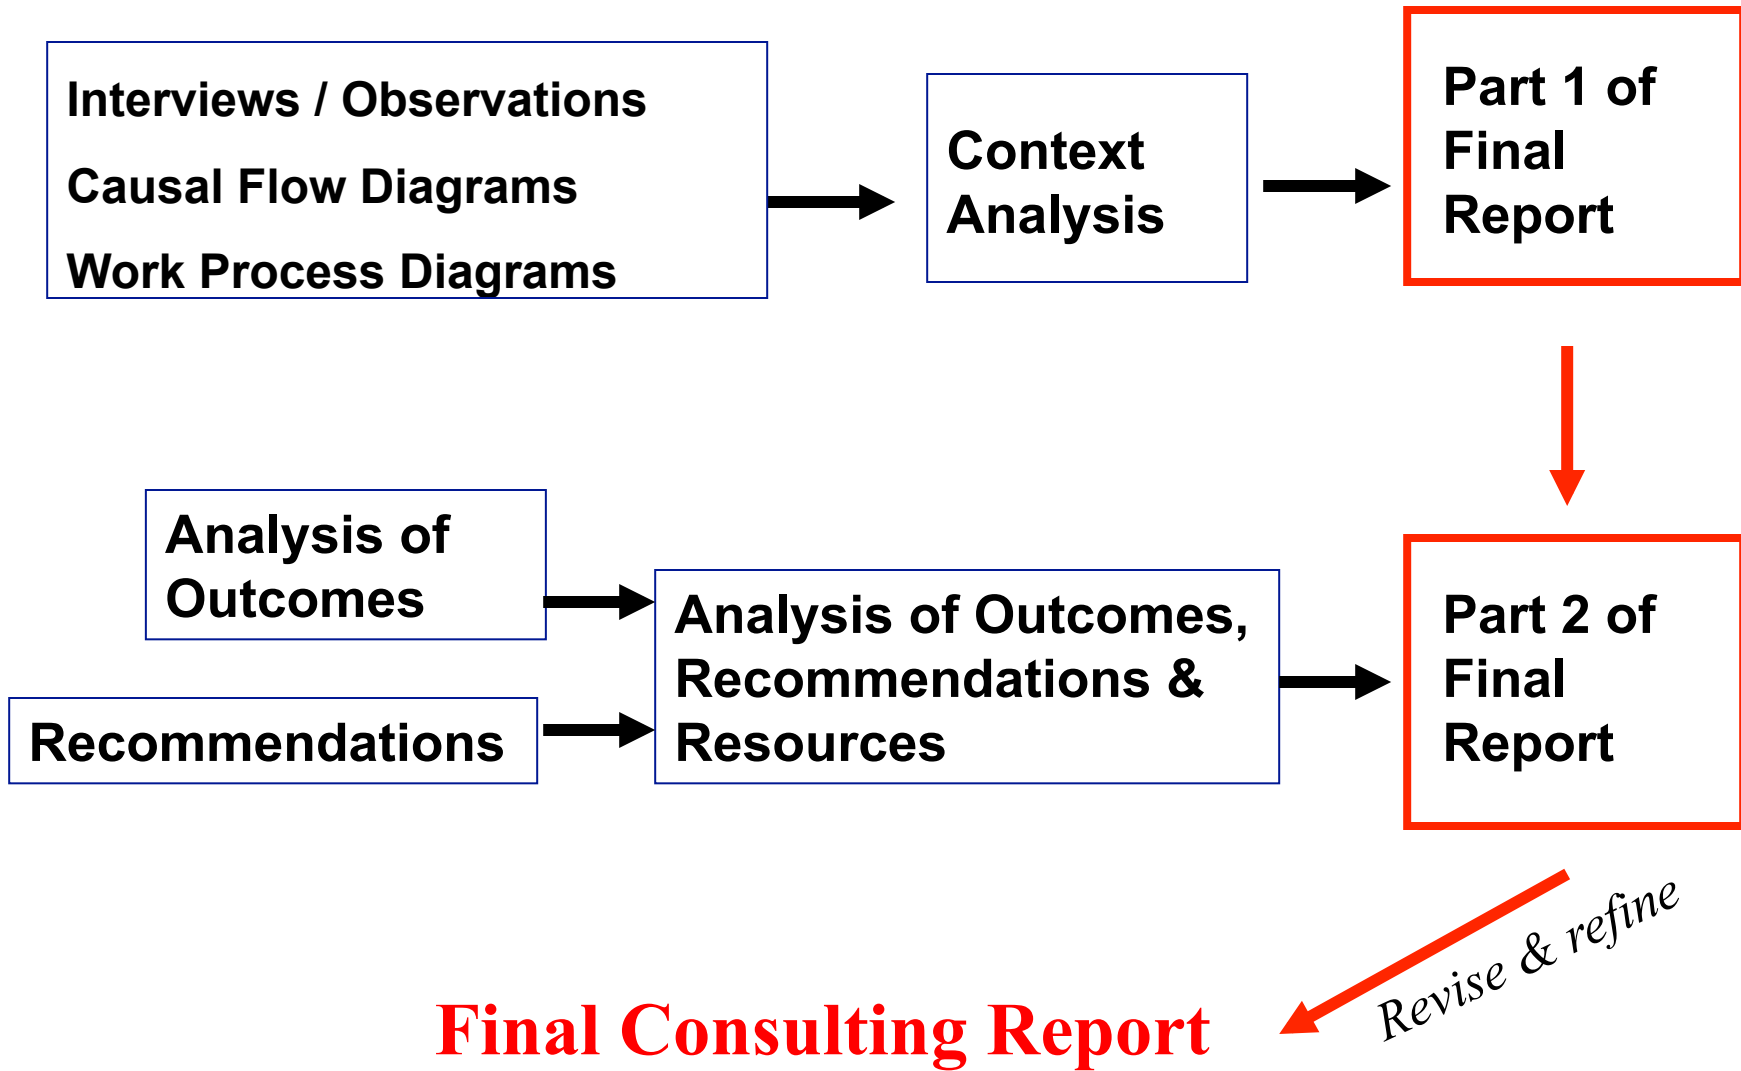 Interviews / Observations
Causal Flow Diagrams
Work Process Diagrams
Context
Analysis
Part 1 of
Final
Report
Analysis of
Outcomes
Recommendations
Analysis of Outcomes,
Recommendations &
Resources
Part 2 of
Final
Report
Revise & refine
Final Consulting Report